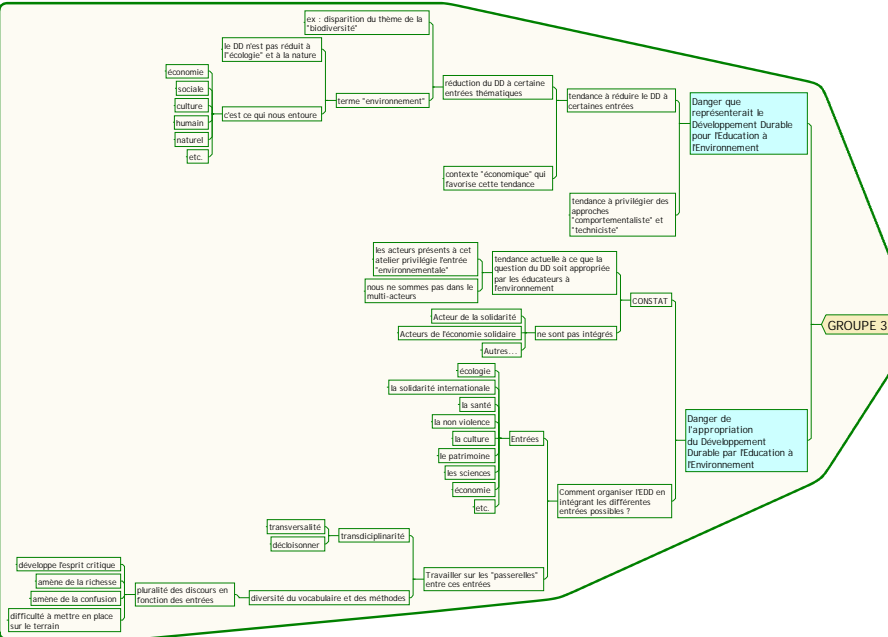 GROUPE 3
Danger que
représenterait le
Développement Durable
pour l'Education à
l'Environnement
tendance à réduire le DD à
certaines entrées
réduction du DD à certaine
entrées thématiques
ex : disparition du thème de la
"biodiversité"
terme "environnement"
le DD n'est pas réduit à
l'"écologie" et à la nature
c'est ce qui nous entoure
économie
sociale
culture
humain
naturel
etc.
contexte "économique" qui
favorise cette tendance
tendance à privilégier des
approches
"comportementaliste" et
"techniciste"
Danger de
l'appropriation
du Développement
Durable par l'Education à
l'Environnement
CONSTAT
tendance actuelle à ce que la
question du DD soit appropriée
par les éducateurs à
l'environnement
les acteurs présents à cet
atelier privilégie l'entrée
"environnementale"
nous ne sommes pas dans le
multi-acteurs
ne sont pas intégrés
Acteur de la solidarité
Acteurs de l'économie solidaire
Autres...
Comment organiser l'EDD en
intégrant les différentes
entrées possibles ?
Entrées
écologie
la solidarité internationale
la santé
la non violence
la culture
le patrimoine
les sciences
économie
etc.
Travailler sur les "passerelles"
entre ces entrées
transdiciplinarité
transversalité
décloisonner
diversité du vocabulaire et des méthodes
pluralité des discours en
fonction des entrées
développe l'esprit critique
amène de la richesse
amène de la confusion
difficulté à mettre en place
sur le terrain